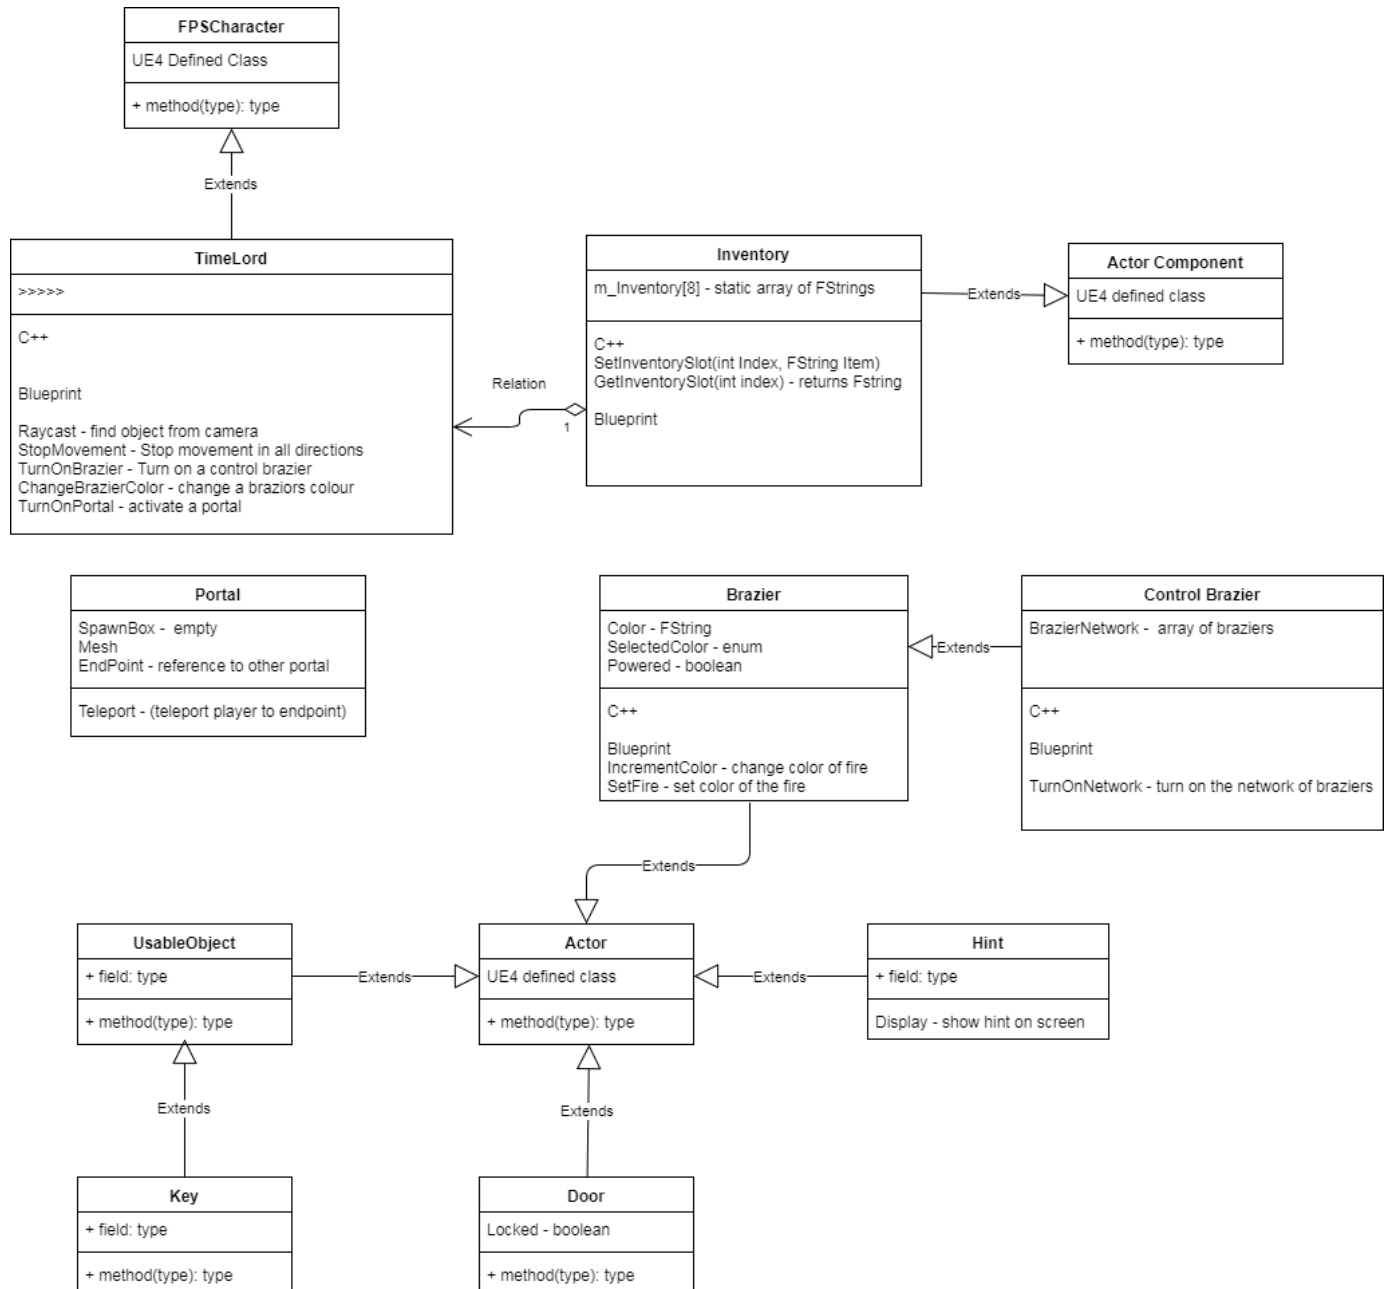 FPSCharacter
UE4 Defined Class
+ method(type): type
Extends
TimeLord
>>>>>
C++
Blueprint
Raycast - find object from camera
StopMovement - Stop movement in all directions
TurnOnBrazier - Turn on a control brazier
ChangeBrazierColor - change a braziors colour
TurnOnPortal - activate a portal
Relation
1
Inventory
m_Inventory[8] - static array of FStrings
C++
SetInventorySlot(int Index, FString Item)
GetInventorySlot(int index) - returns Fstring
Blueprint
Extends
Actor Component
UE4 defined class
+ method(type): type
Portal
SpawnBox - empty
Mesh
EndPoint - reference to other portal
Teleport - (teleport player to endpoint)
Brazier
Color - FString
SelectedColor - enum
Powered - boolean
C++
Blueprint
IncrementColor - change color of fire
SetFire - set color of the fire
Extends
Control Brazier
BrazierNetwork - array of braziers
C++
Blueprint
TurnOnNetwork - turn on the network of braziers
Extends
UsableObject
+ field: type
+ method(type): type
Extends
Actor
UE4 defined class
+ method(type): type
Extends
Hint
+ field: type
Display - show hint on screen
Extends
Extends
Key
+ field: type
+ method(type): type
Door
Locked - boolean
+ method(type): type